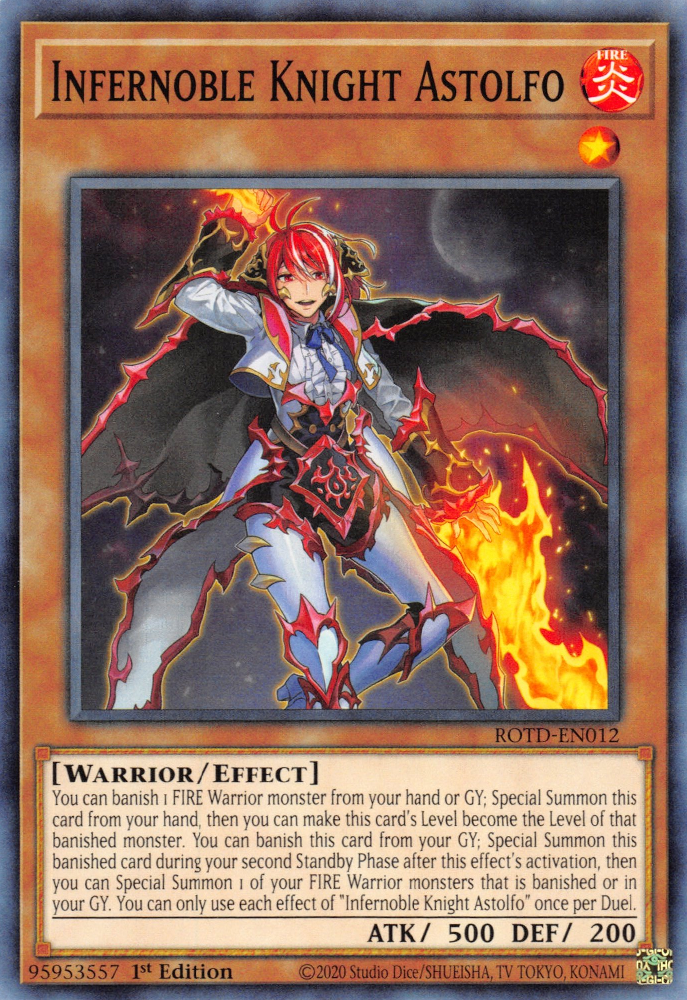 INFERNOBLE KNIGHT ASTOLFO
FIRE
炎
ROTD-EN012
[WARRIOR/EFFECT]
You can banish 1 FIRE Warrior monster from your hand or GY; Special Summon this
card from your hand, then you can make this card's Level become the Level of that
banished monster. You can banish this card from your GY; Special Summon this
banished card during your second Standby Phase after this effect's activation, then
you can Special Summon 1 of your FIRE Warrior monsters that is banished or in
your GY. You can only use each effect of "Infernoble Knight Astolfo" once per Duel.
ATK/ 500 DEF/ 200
95953557 1st Edition ©2020 Studio Dice/SHUEISHA, TV TOKYO, KONAMI